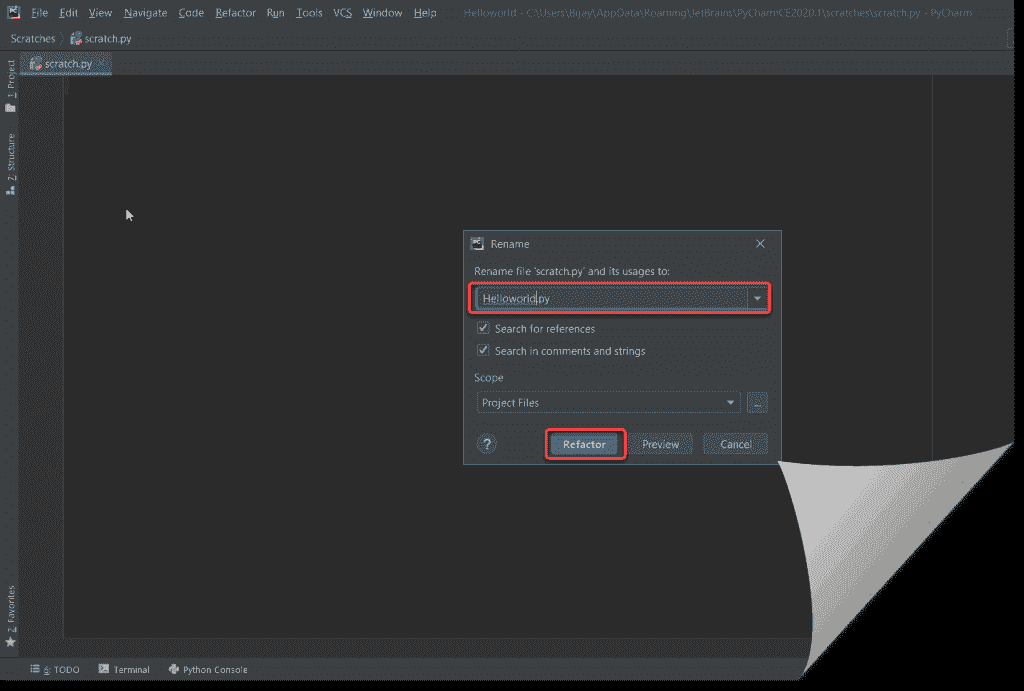 File Edit View Navigate Code Refactor Run Tools VCS Window Help Helloworld - C:\Users\Bijay\AppData\Roaming\JetBrains\PyCharmCE2020.1\scratches\scratch.py - PyCharm
Scratches scratch.py
scratch.py
1: Project
7: Structure
Rename
Rename file 'scratch.py' and its usages to:
Helloworld.py
Search for references
Search in comments and strings
Scope
Project Files
...
? Refactor Preview Cancel
2: Favorites
6: TODO Terminal Python Console